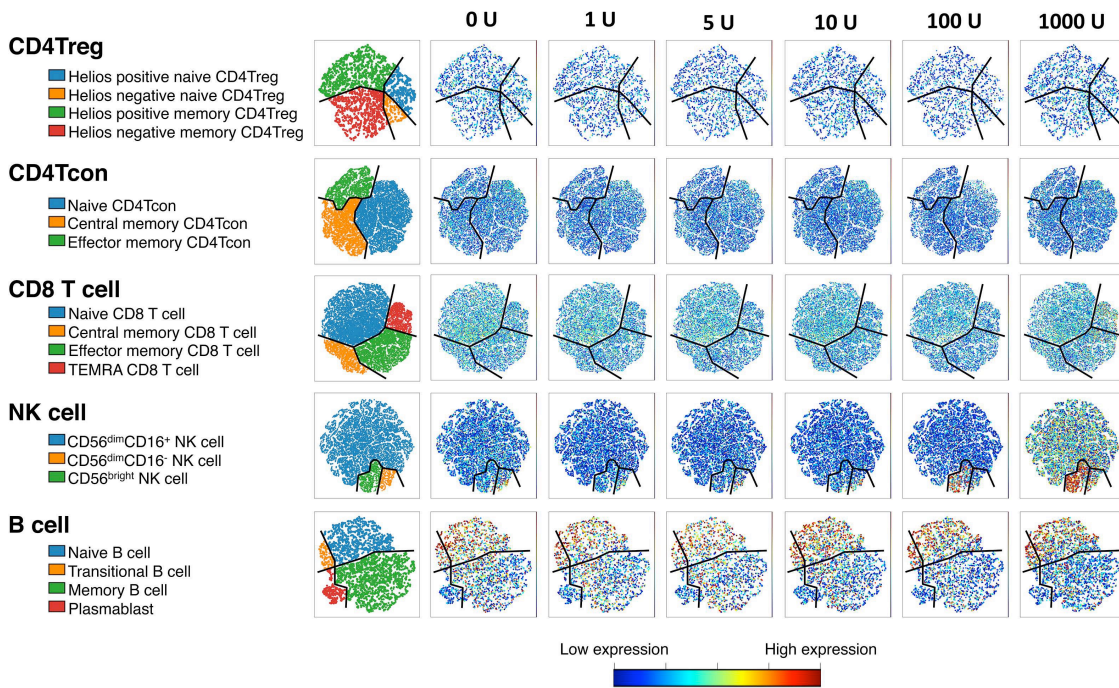 0 U 1 U 5 U 10 U 100 U 1000 U
CD4Treg
Helios positive naive CD4Treg
Helios negative naive CD4Treg
Helios positive memory CD4Treg
Helios negative memory CD4Treg
CD4Tcon
Naive CD4Tcon
Central memory CD4Tcon
Effector memory CD4Tcon
CD8 T cell
Naive CD8 T cell
Central memory CD8 T cell
Effector memory CD8 T cell
TEMRA CD8 T cell
NK cell
CD56ᵈⁱᵐCD16⁺ NK cell
CD56ᵈⁱᵐCD16⁻ NK cell
CD56ᵇʳⁱᵍʰᵗ NK cell
B cell
Naive B cell
Transitional B cell
Memory B cell
Plasmablast
Low expression High expression